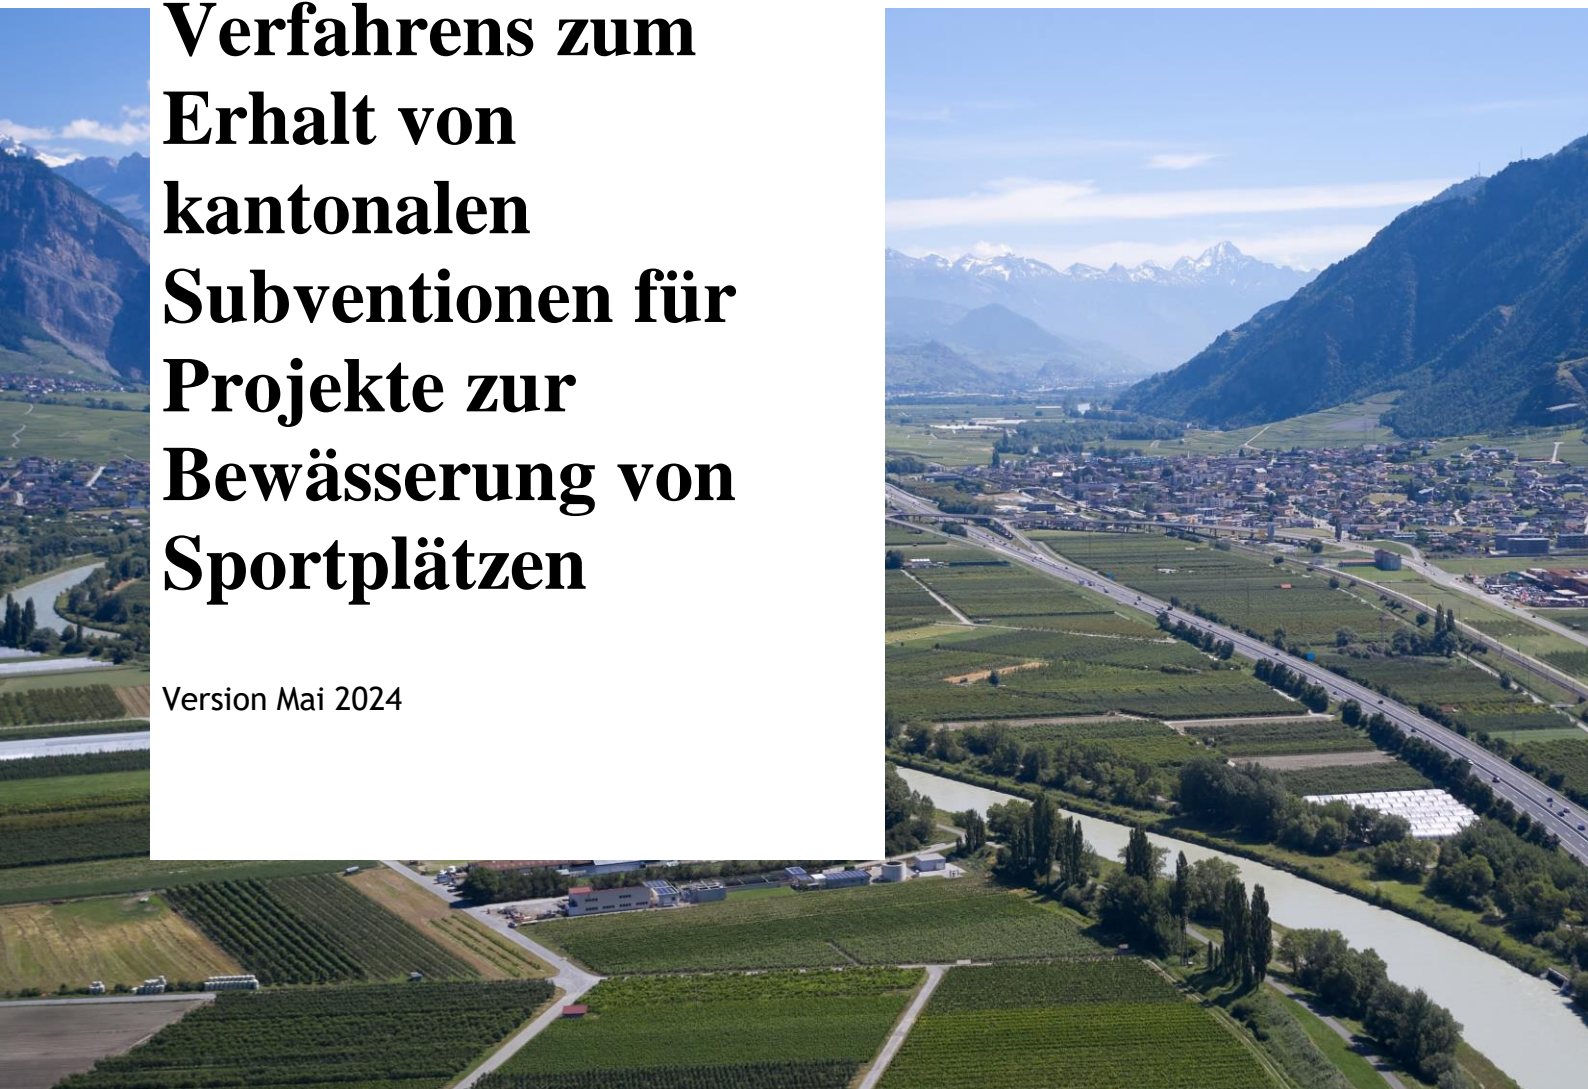 Verfahrens zum
Erhalt von
kantonalen
Subventionen für
Projekte zur
Bewässerung von
Sportplätzen
Version Mai 2024